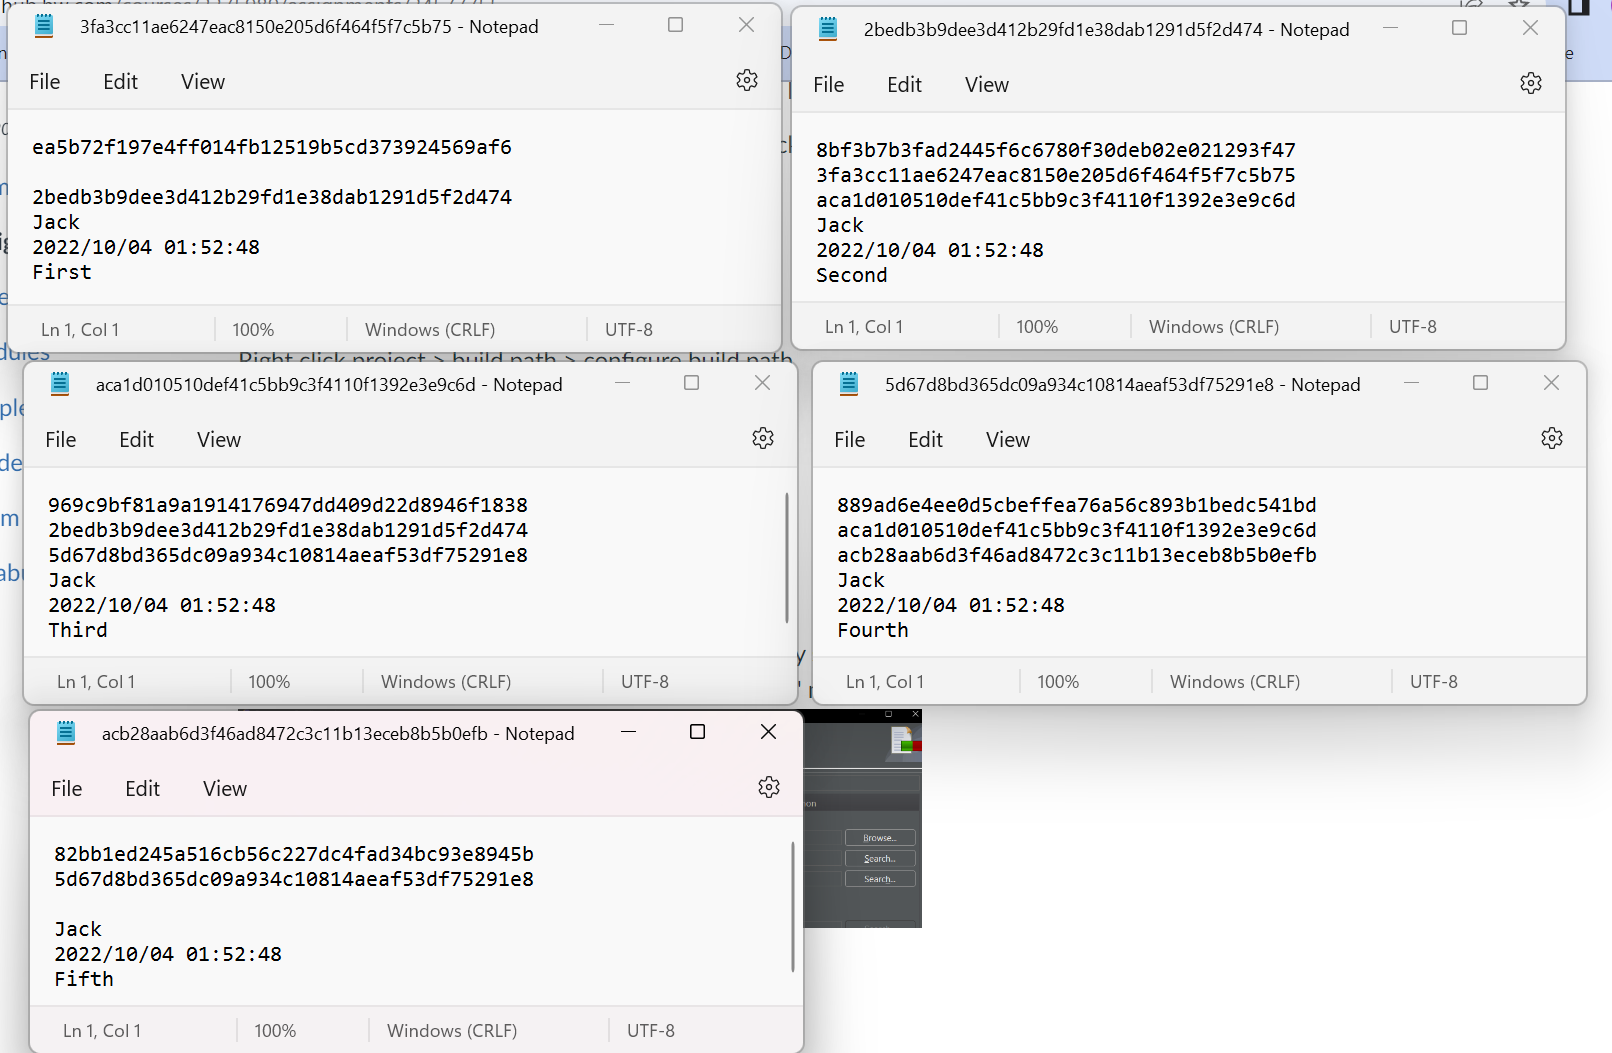 3fa3cc11ae6247eac8150e205d6f464f5f7c5b75 - Notepad
File Edit View
ea5b72f197e4ff014fb12519b5cd373924569af6
2bedb3b9dee3d412b29fd1e38dab1291d5f2d474
Jack
2022/10/04 01:52:48
First
Ln 1, Col 1 100% Windows (CRLF) UTF-8
2bedb3b9dee3d412b29fd1e38dab1291d5f2d474 - Notepad
File Edit View
8bf3b7b3fad2445f6c6780f30deb02e021293f47
3fa3cc11ae6247eac8150e205d6f464f5f7c5b75
aca1d010510def41c5bb9c3f4110f1392e3e9c6d
Jack
2022/10/04 01:52:48
Second
Ln 1, Col 1 100% Windows (CRLF) UTF-8
Right click project > build path > configure build path
aca1d010510def41c5bb9c3f4110f1392e3e9c6d - Notepad
File Edit View
969c9bf81a9a1914176947dd409d22d8946f1838
2bedb3b9dee3d412b29fd1e38dab1291d5f2d474
5d67d8bd365dc09a934c10814aeaf53df75291e8
Jack
2022/10/04 01:52:48
Third
Ln 1, Col 1 100% Windows (CRLF) UTF-8
5d67d8bd365dc09a934c10814aeaf53df75291e8 - Notepad
File Edit View
889ad6e4ee0d5cbeffea76a56c893b1bedc541bd
aca1d010510def41c5bb9c3f4110f1392e3e9c6d
acb28aab6d3f46ad8472c3c11b13eceb8b5b0efb
Jack
2022/10/04 01:52:48
Fourth
Ln 1, Col 1 100% Windows (CRLF) UTF-8
acb28aab6d3f46ad8472c3c11b13eceb8b5b0efb - Notepad
File Edit View
82bb1ed245a516cb56c227dc4fad34bc93e8945b
5d67d8bd365dc09a934c10814aeaf53df75291e8
Jack
2022/10/04 01:52:48
Fifth
Ln 1, Col 1 100% Windows (CRLF) UTF-8
Browse...
Search...
Search...